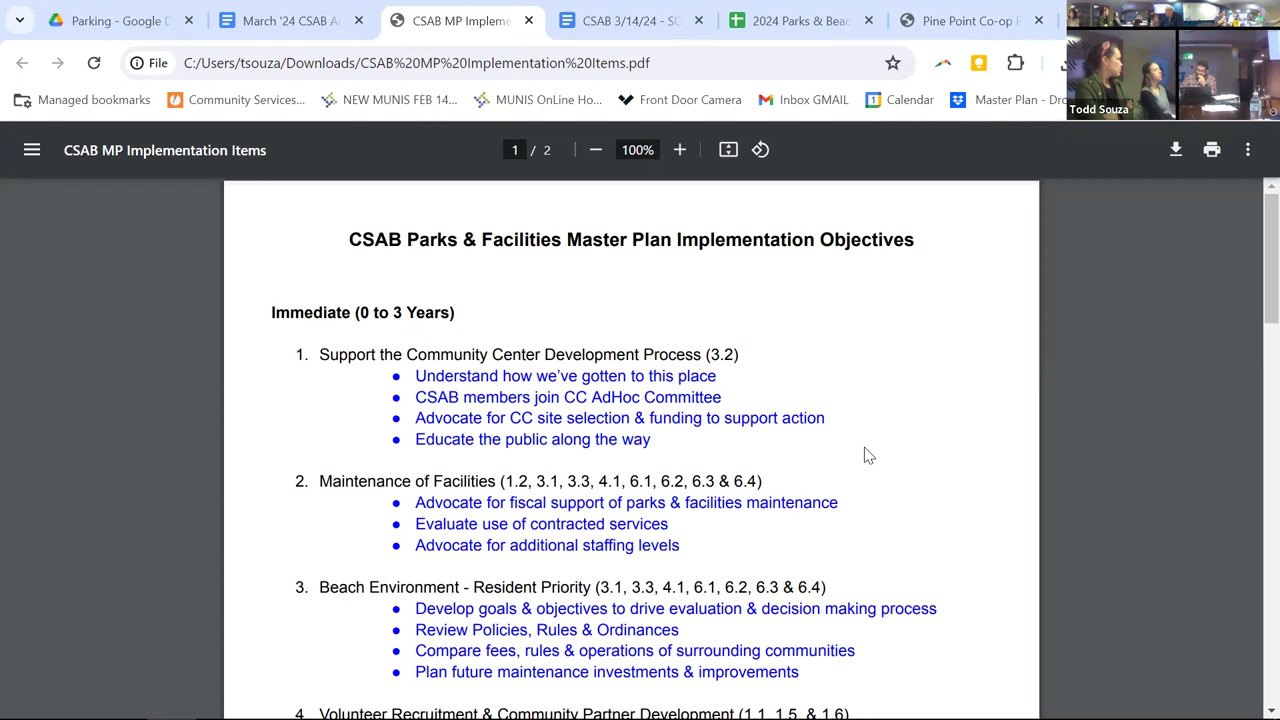 Parking - Google D
March '24 CSAB A
CSAB MP Impleme
CSAB 3/14/24 - SC
2024 Parks & Bea
Pine Point Co-op
File
C:/Users/tsouza/Downloads/CSAB%20MP%20Implementation%20Items.pdf
Managed bookmarks
Community Services...
NEW MUNIS FEB 14...
MUNIS OnLine Ho...
Front Door Camera
Inbox GMAIL
Calendar
Master Plan - Dr
Todd Souza
CSAB MP Implementation Items
1 / 2
100%
CSAB Parks & Facilities Master Plan Implementation Objectives
Immediate (0 to 3 Years)
1. Support the Community Center Development Process (3.2)
● Understand how we've gotten to this place
● CSAB members join CC AdHoc Committee
● Advocate for CC site selection & funding to support action
● Educate the public along the way
2. Maintenance of Facilities (1.2, 3.1, 3.3, 4.1, 6.1, 6.2, 6.3 & 6.4)
● Advocate for fiscal support of parks & facilities maintenance
● Evaluate use of contracted services
● Advocate for additional staffing levels
3. Beach Environment - Resident Priority (3.1, 3.3, 4.1, 6.1, 6.2, 6.3 & 6.4)
● Develop goals & objectives to drive evaluation & decision making process
● Review Policies, Rules & Ordinances
● Compare fees, rules & operations of surrounding communities
● Plan future maintenance investments & improvements
4. Volunteer Recruitment & Community Partner Development (1.1, 1.5, & 1.6)